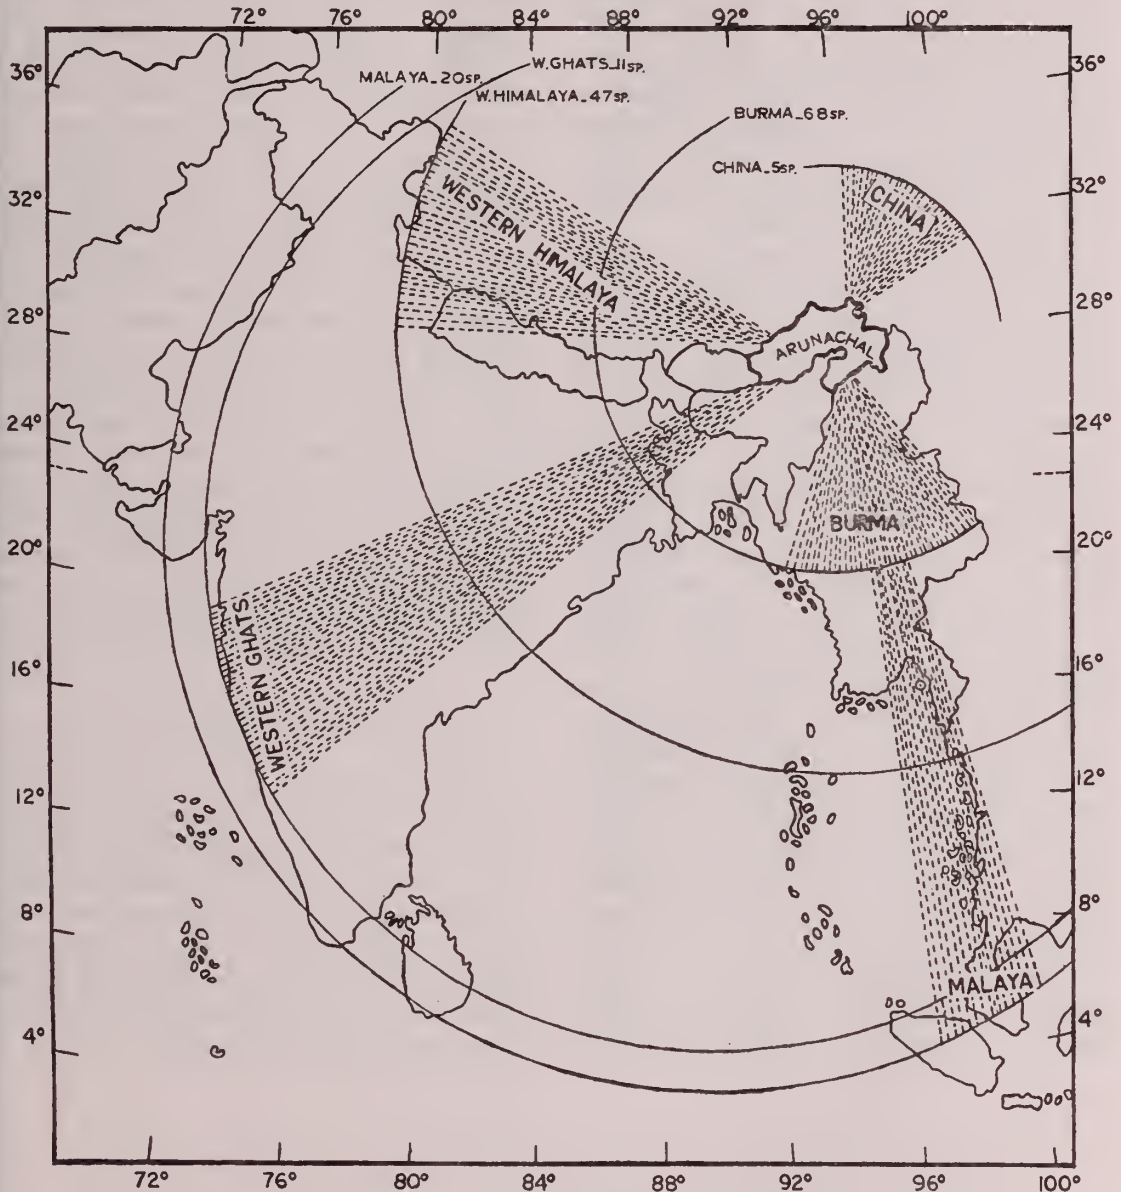 72° 76° 80° 84° 88° 92° 96° 100°
36° 36°
W.GHATS_11SP.
MALAYA_20SP.
W.HIMALAYA_47SP.
BURMA_68SP.
CHINA_5SP.
32° 32°
CHINA
WESTERN HIMALAYA
28° 28°
ARUNACHAL
24° 24°
BURMA
20° 20°
WESTERN GHATS
16° 16°
12° 12°
8° 8°
MALAYA
4° 4°
72° 76° 80° 84° 88° 92° 96° 100°